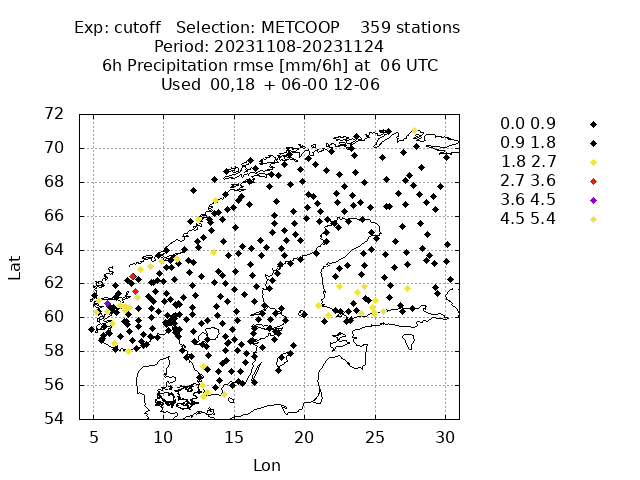 Exp: cutoff Selection: METCOOP 359 stations
Period: 20231108-20231124
6h Precipitation rmse [mm/6h] at 06 UTC
Used 00,18 + 06-00 12-06
72
70
68
66
64
62
60
58
56
54
Lat
5 10 15 20 25 30
Lon
0.0 0.9
0.9 1.8
1.8 2.7
2.7 3.6
3.6 4.5
4.5 5.4